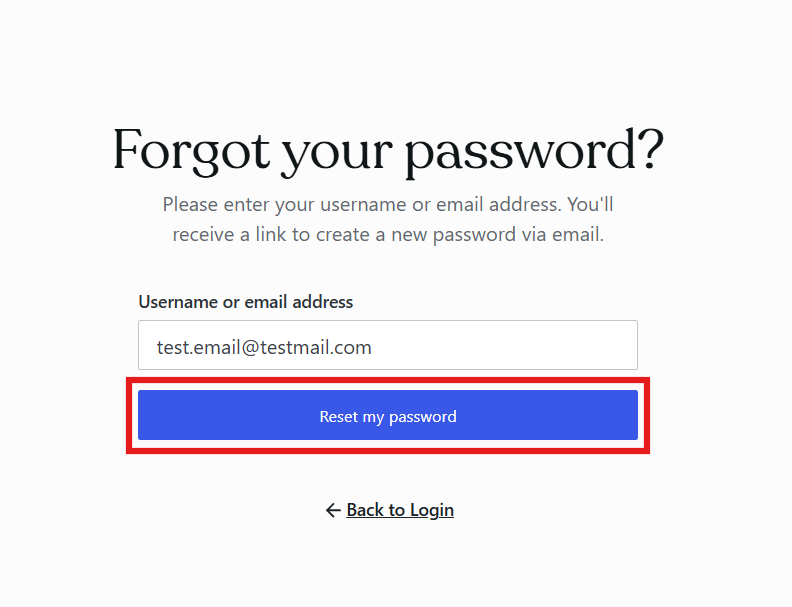 Forgot your password?
Please enter your username or email address. You'll
receive a link to create a new password via email.
Username or email address
test.email@testmail.com
Reset my password
← Back to Login